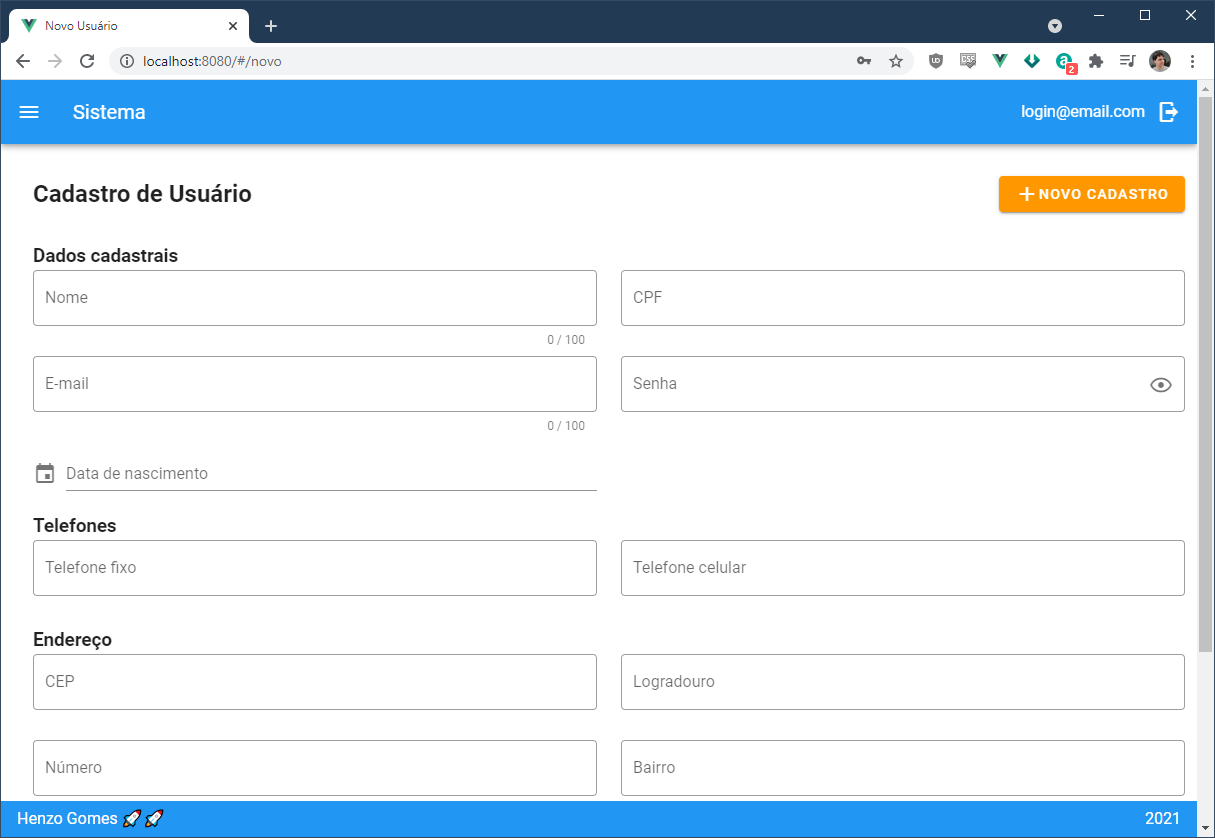 Novo Usuário
localhost:8080/#/novo
2
Sistema
login@email.com
Cadastro de Usuário
NOVO CADASTRO
Dados cadastrais
Nome
CPF
0 / 100
E-mail
Senha
0 / 100
Data de nascimento
Telefones
Telefone fixo
Telefone celular
Endereço
CEP
Logradouro
Número
Bairro
Henzo Gomes 🚀🚀
2021